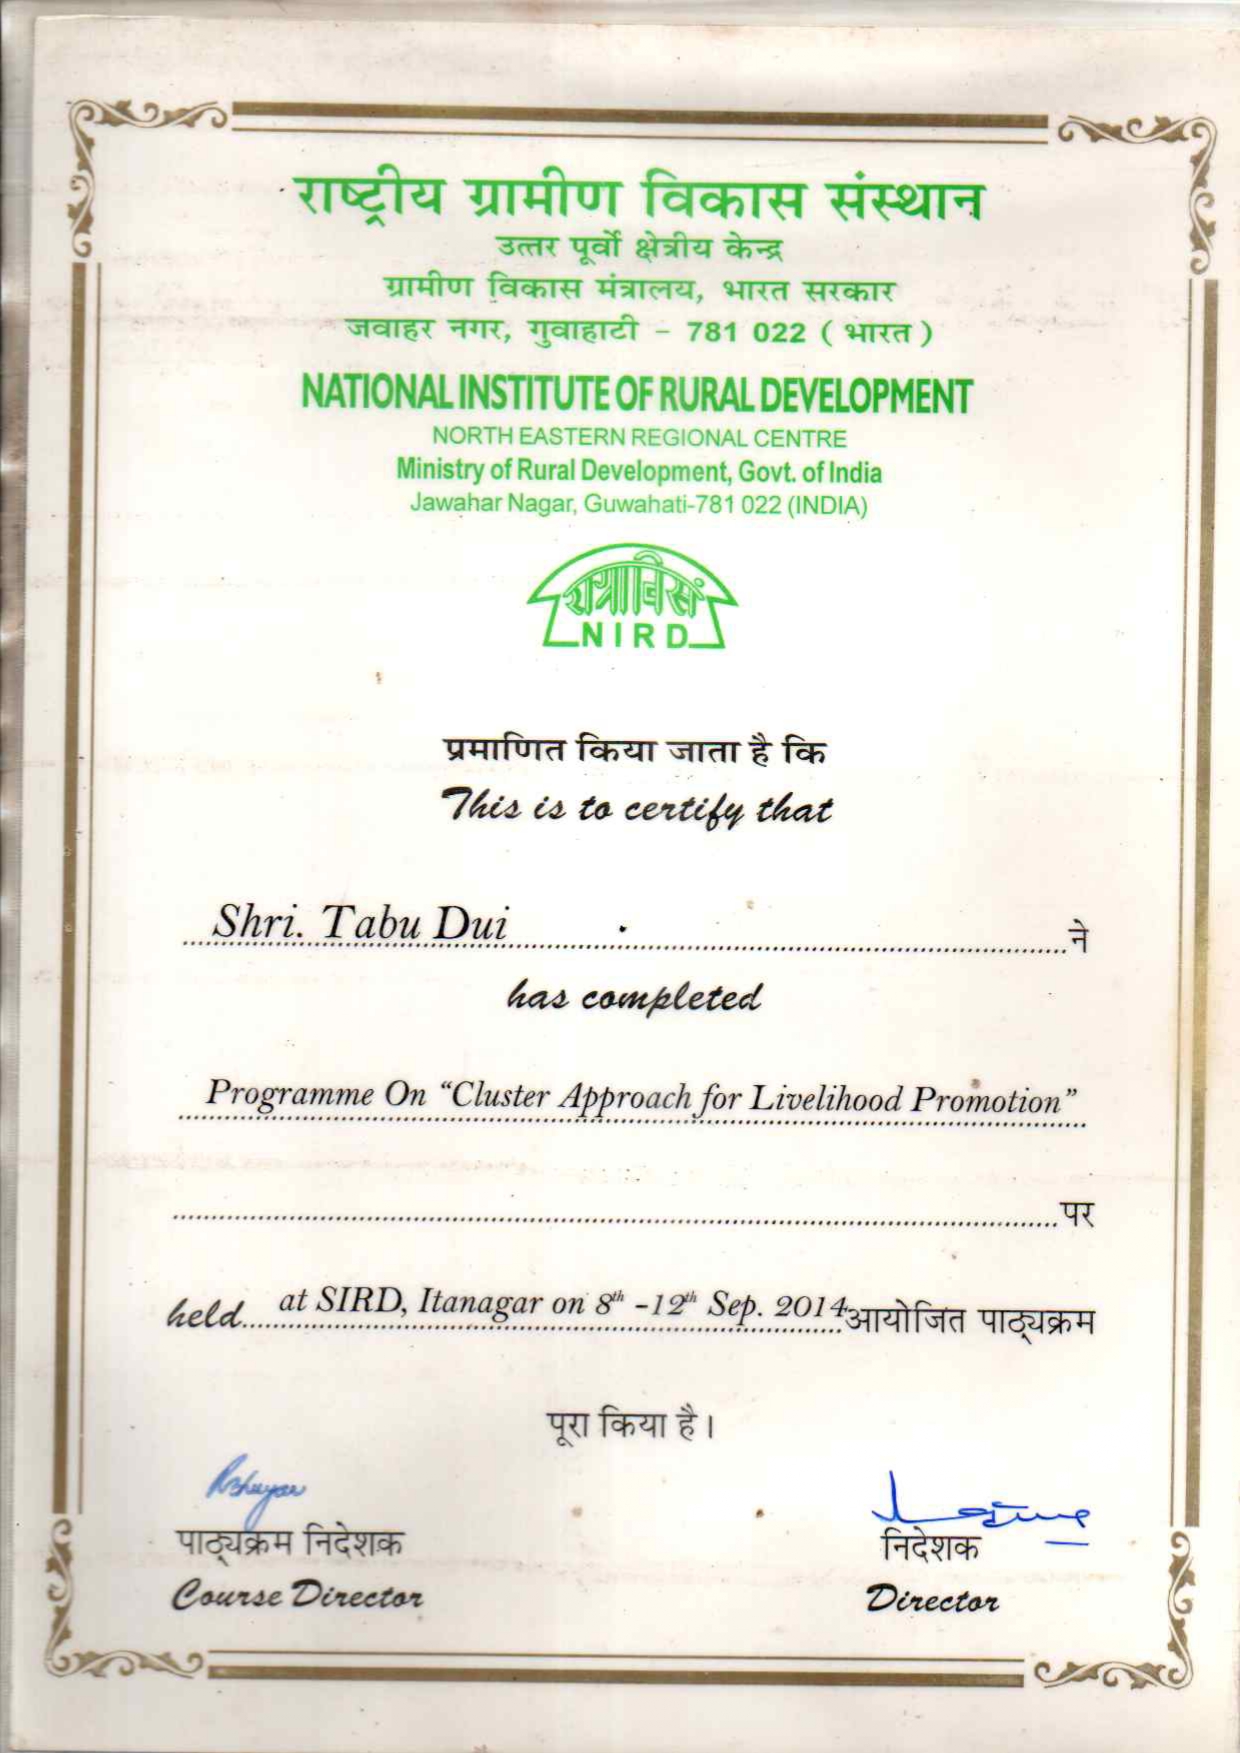 राष्ट्रीय ग्रामीण विकास संस्थान
उत्तर पूर्वो क्षेत्रीय केन्द्र
ग्रामीण विकास मंत्रालय, भारत सरकार
जवाहर नगर, गुवाहाटी - 781 022 ( भारत )
NATIONAL INSTITUTE OF RURAL DEVELOPMENT
NORTH EASTERN REGIONAL CENTRE
Ministry of Rural Development, Govt. of India
Jawahar Nagar, Guwahati-781 022 (INDIA)
राग्राविसं
NIRD
प्रमाणित किया जाता है कि
This is to certify that
Shri. Tabu Dui ने
has completed
Programme On “Cluster Approach for Livelihood Promotion”
पर
held at SIRD, Itanagar on 8th -12th Sep. 2014 आयोजित पाठ्यक्रम
पूरा किया है।
पाठ्यक्रम निदेशक निदेशक
Course Director Director